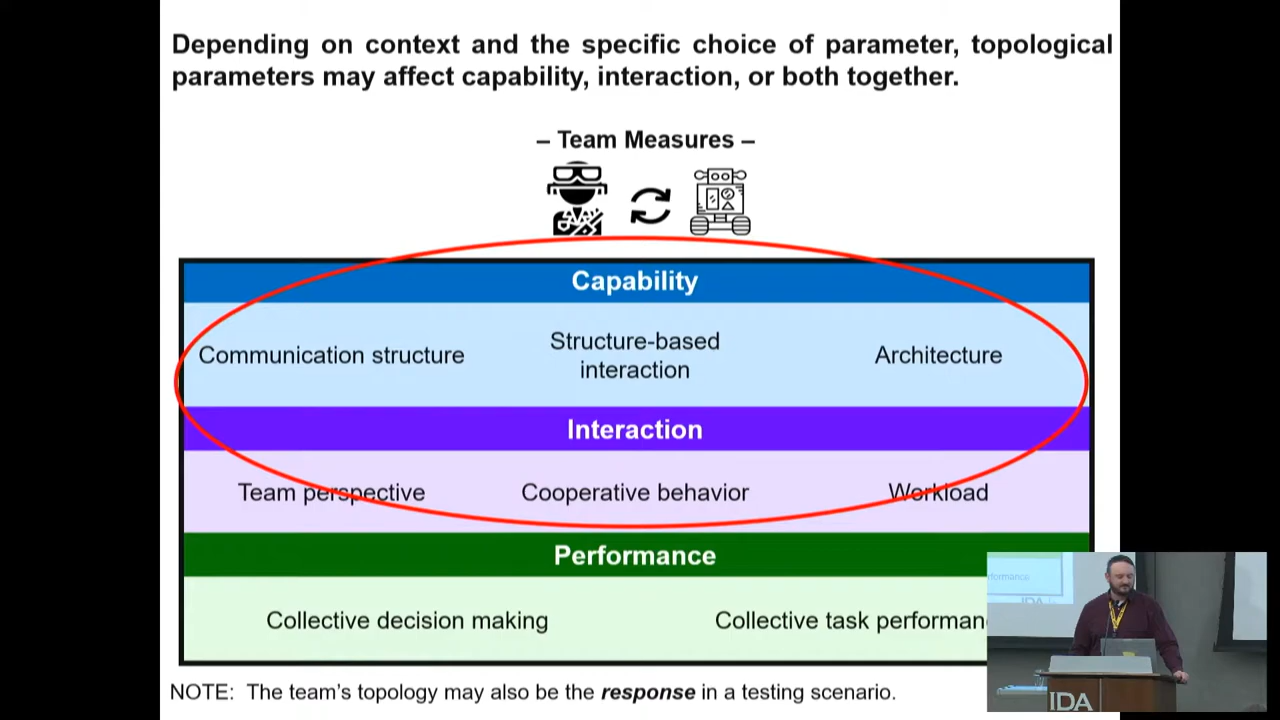 Depending on context and the specific choice of parameter, topological
parameters may affect capability, interaction, or both together.
– Team Measures –
Capability
Communication structure
Structure-based
interaction
Architecture
Interaction
Team perspective
Cooperative behavior
Workload
Performance
Collective decision making
Collective task performan
NOTE: The team's topology may also be the response in a testing scenario.
formance
IDA
IDA